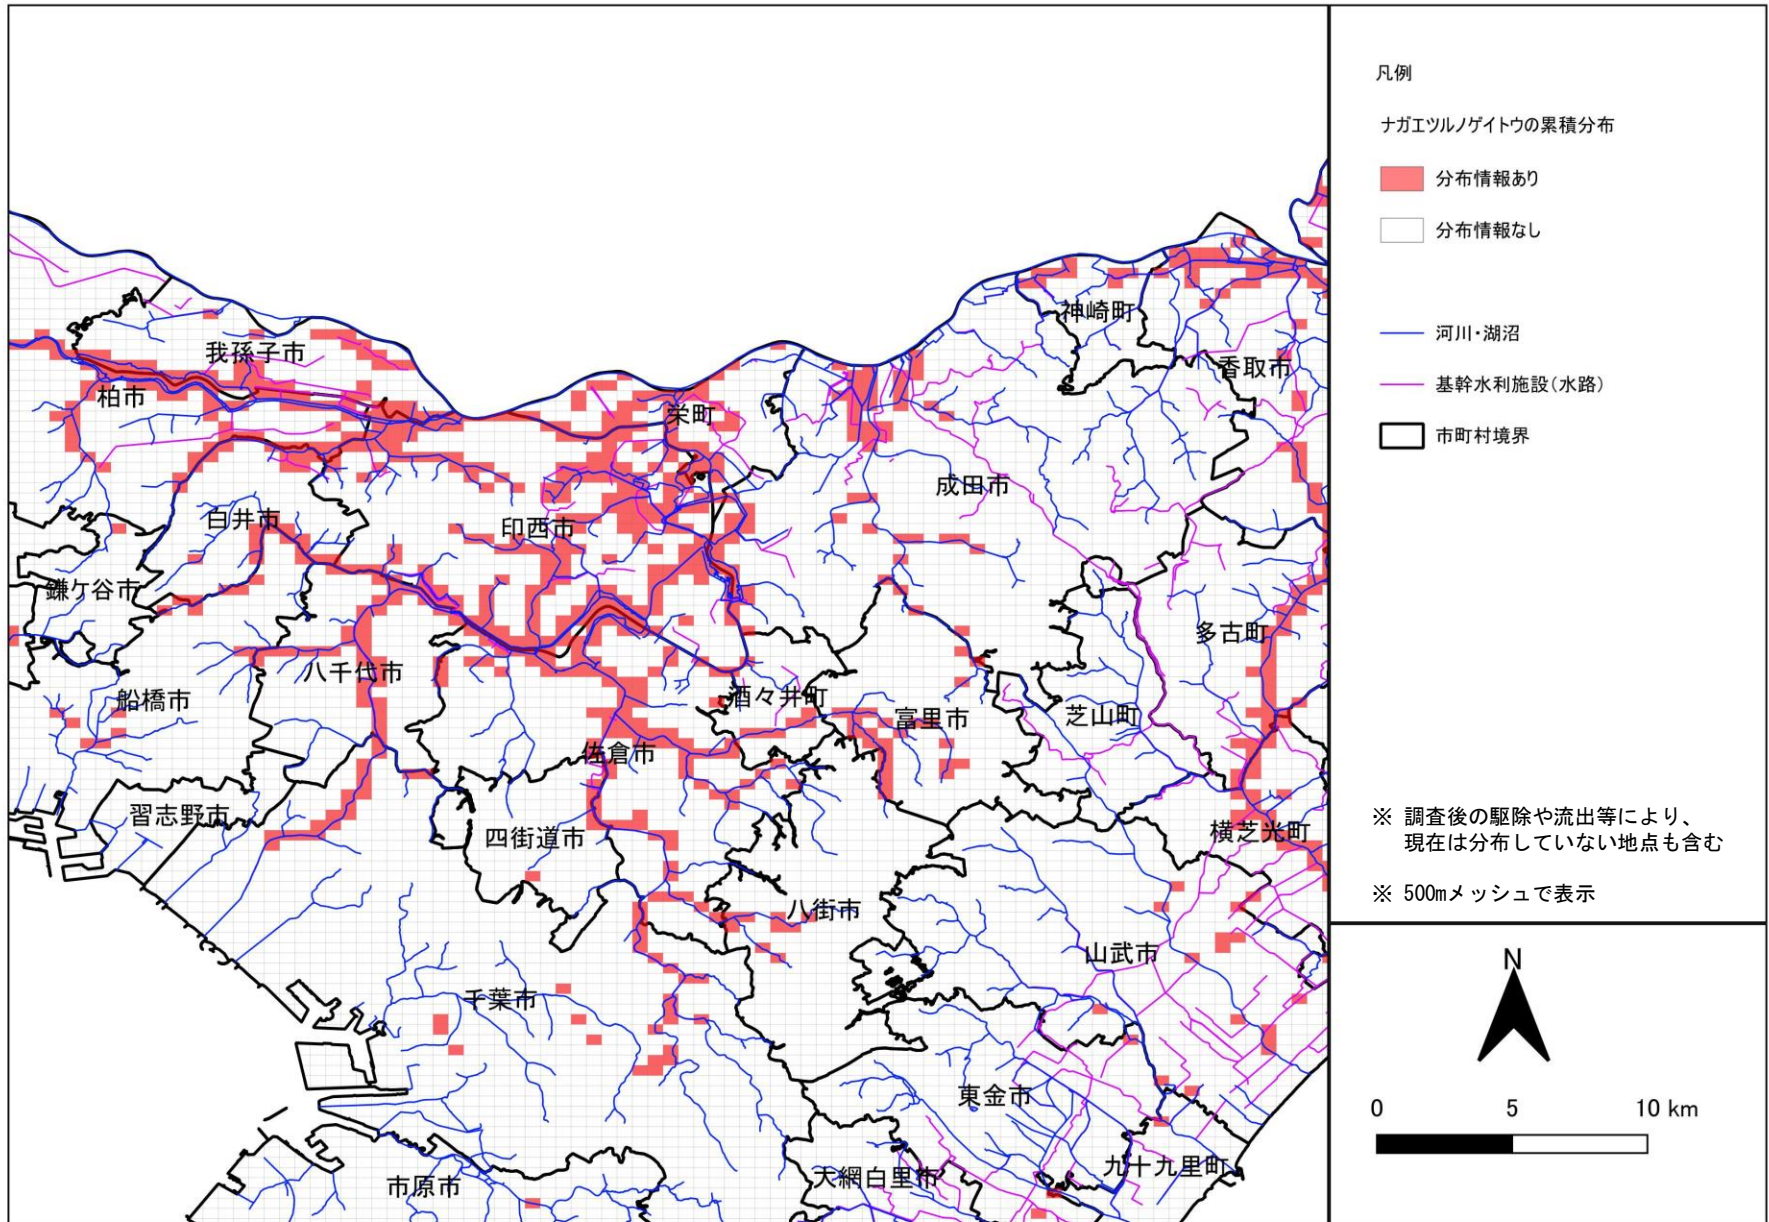 神崎町
香取市
我孫子市
柏市
栄町
成田市
白井市
印西市
鎌ケ谷市
多古町
八千代市
船橋市
酒々井町
富里市
芝山町
佐倉市
習志野市
四街道市
横芝光町
八街市
山武市
千葉市
東金市
市原市
大網白里市
九十九里町
凡例
ナガエツルノゲイトウの累積分布
分布情報あり
分布情報なし
河川・湖沼
基幹水利施設(水路)
市町村境界
※ 調査後の駆除や流出等により、
現在は分布していない地点も含む
※ 500mメッシュで表示
N
0 5 10 km